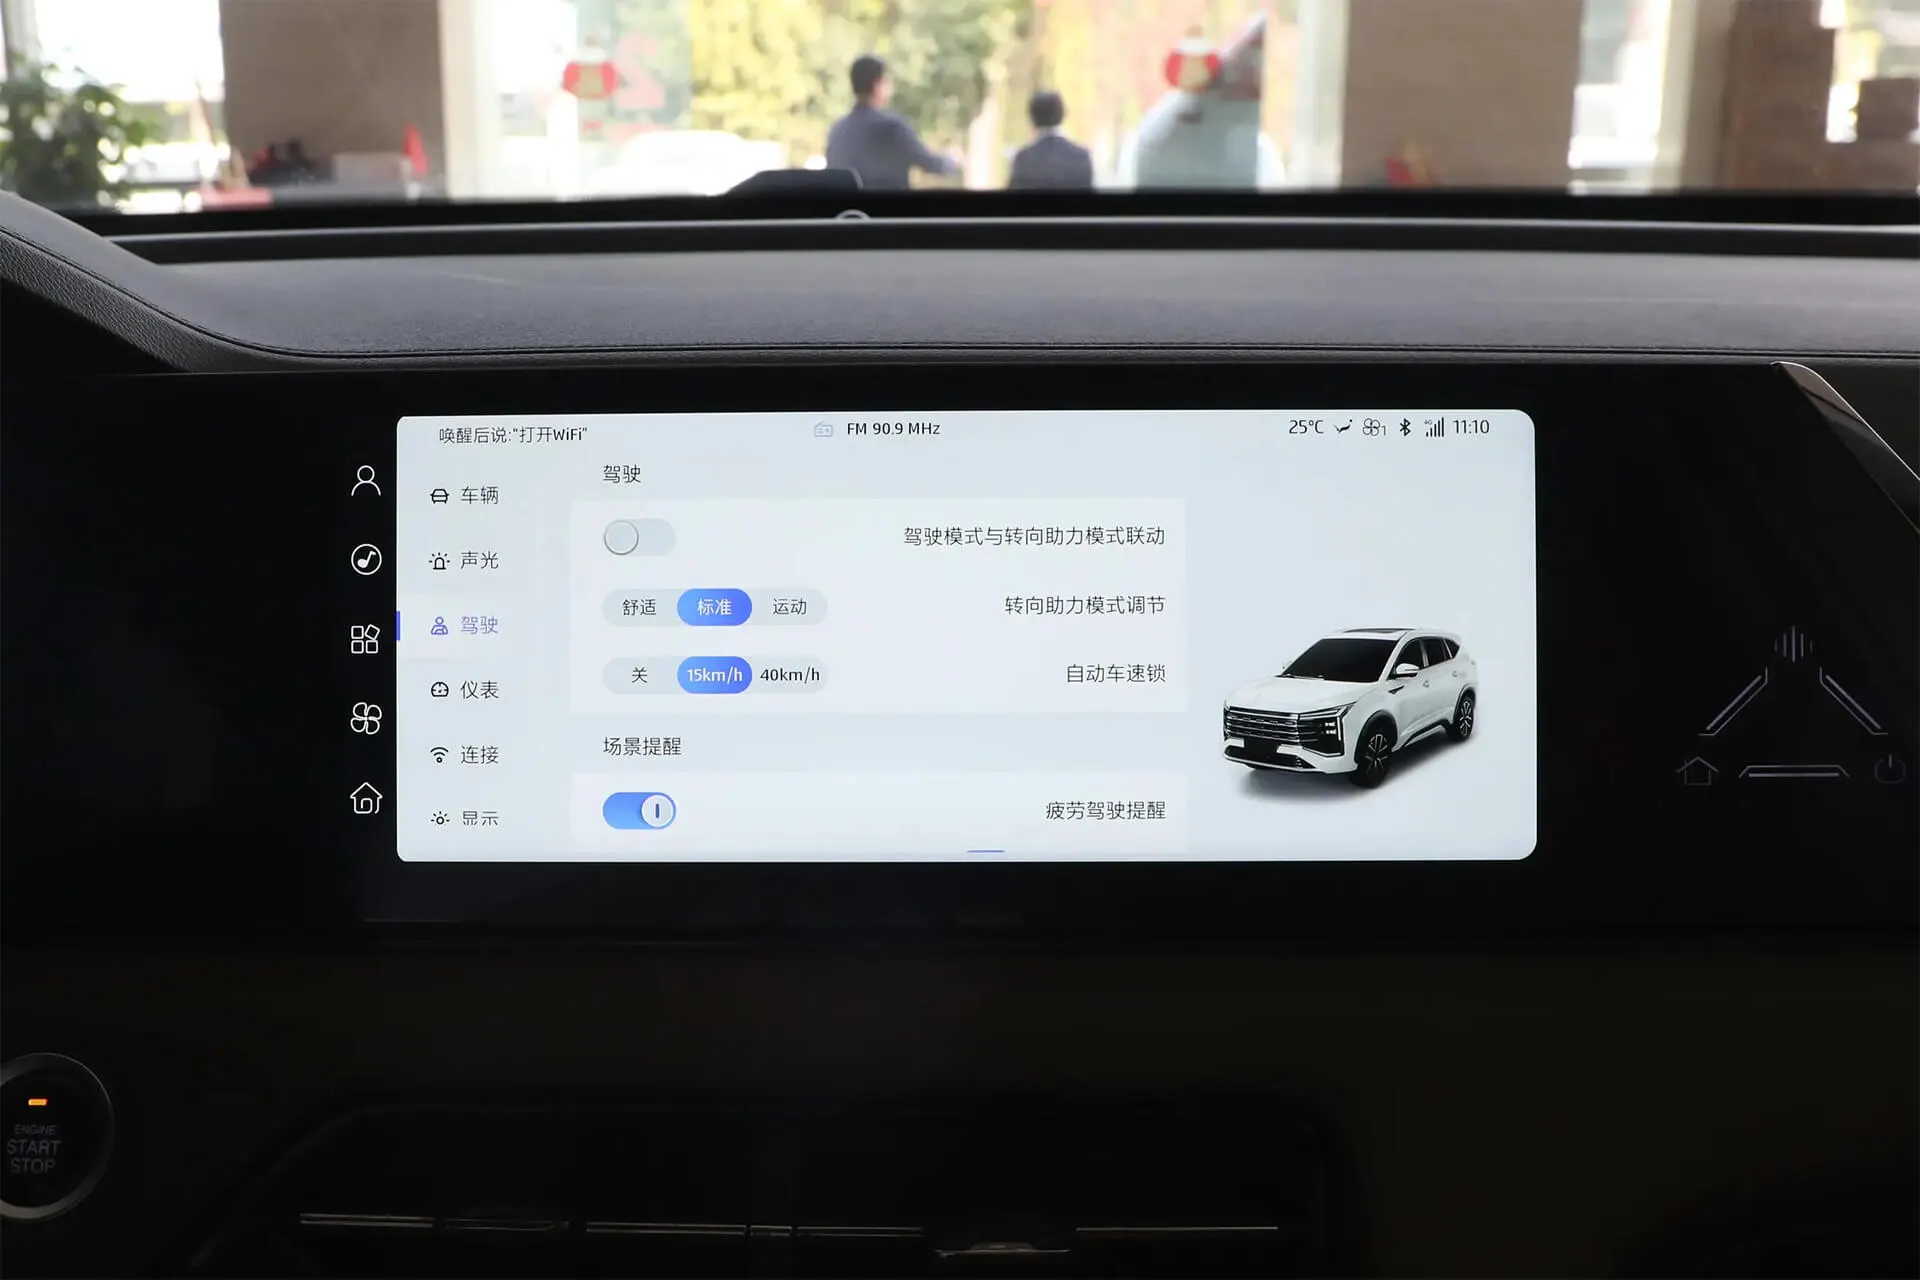 唤醒后说:"打开WiFi"
FM 90.9 MHz
25℃ 1 4G 11:10
车辆
声光
驾驶
仪表
连接
显示
驾驶
驾驶模式与转向助力模式联动
舒适 标准 运动 转向助力模式调节
关 15km/h 40km/h 自动车速锁
场景提醒
疲劳驾驶提醒
ENGINE
START
STOP